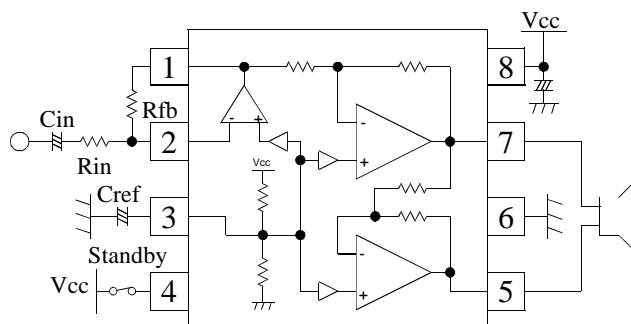 Vcc
1
8
Rfb
Cin
- +
-
+
2
7
Rin
Vcc
Cref
3
6
Standby
Vcc
4
-
+
5